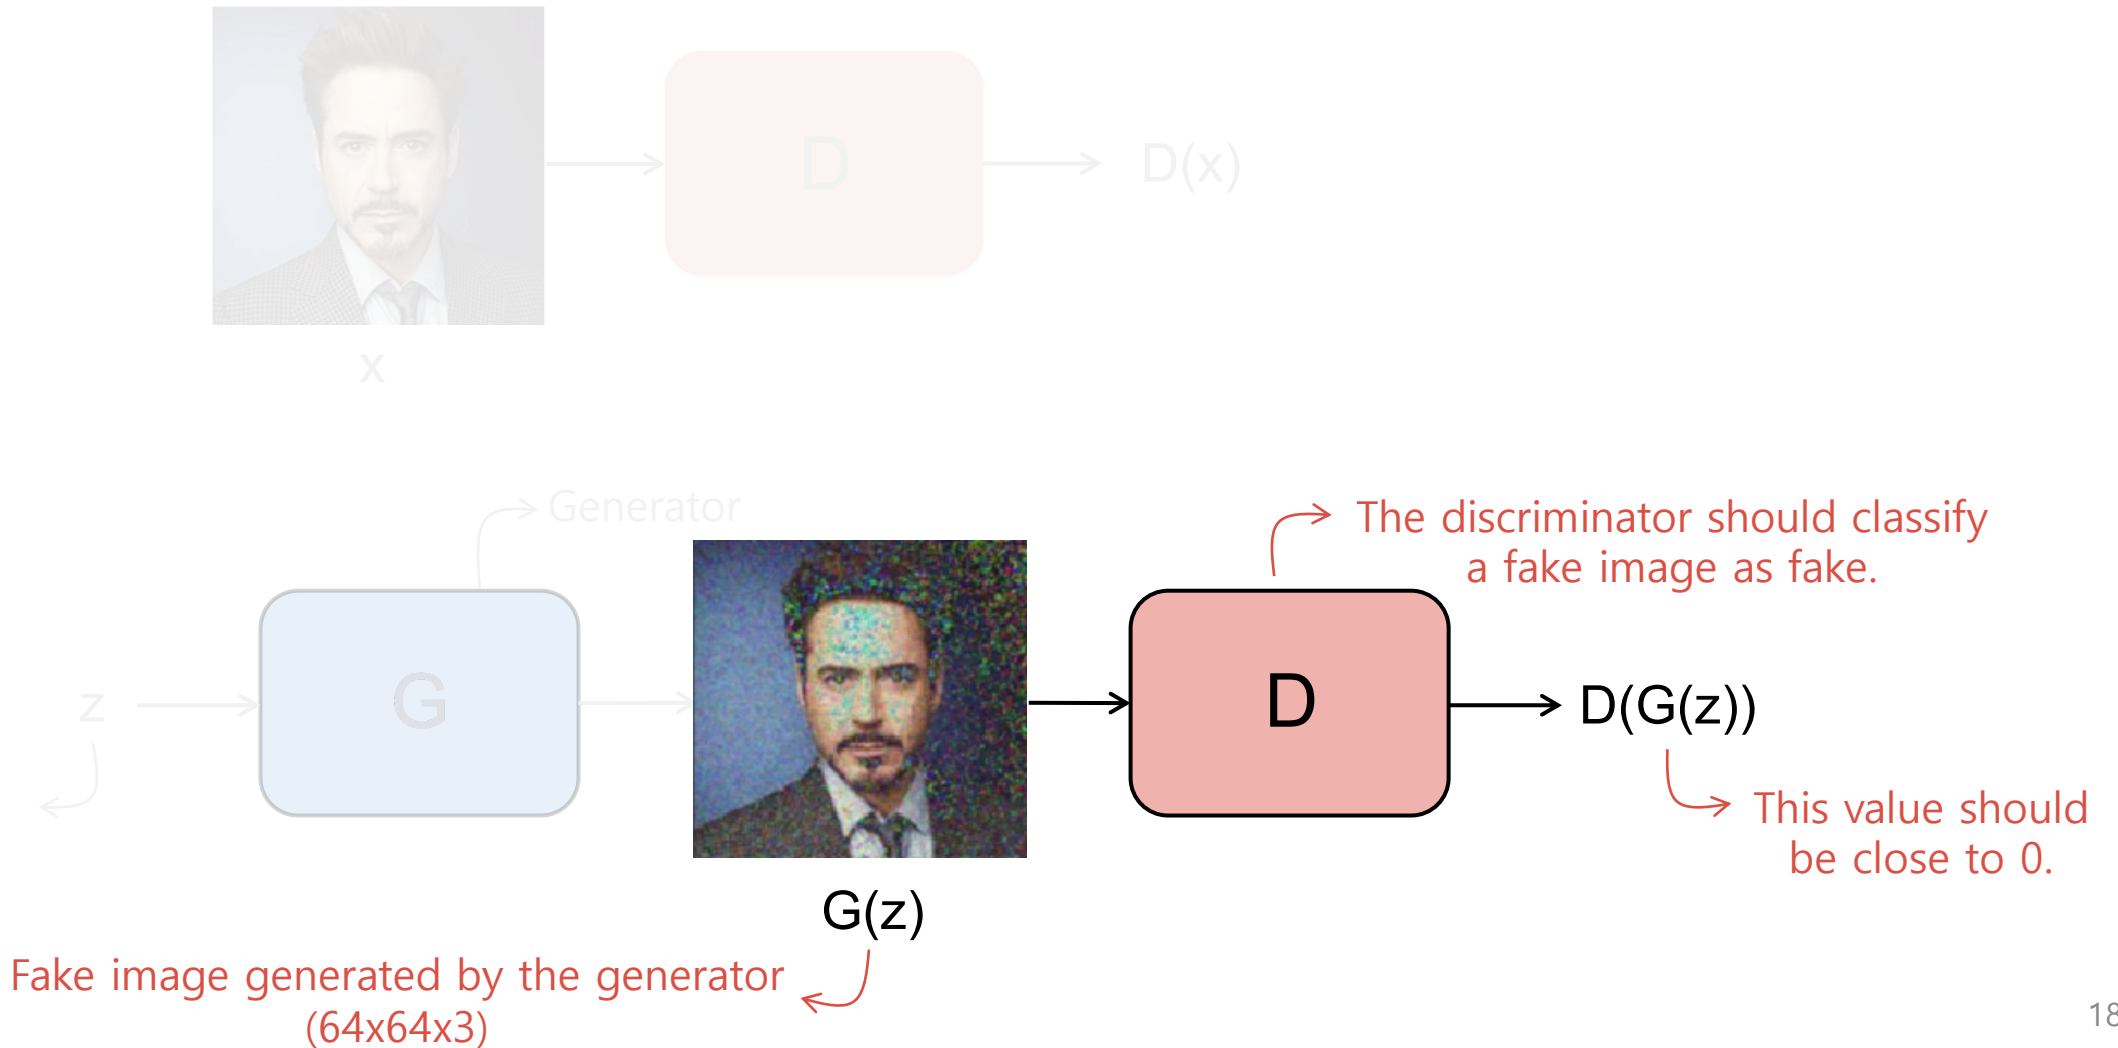 D
D(x)
x
Generator
The discriminator should classify
a fake image as fake.
z
G
D
D(G(z))
This value should
be close to 0.
G(z)
Fake image generated by the generator
(64x64x3)
18